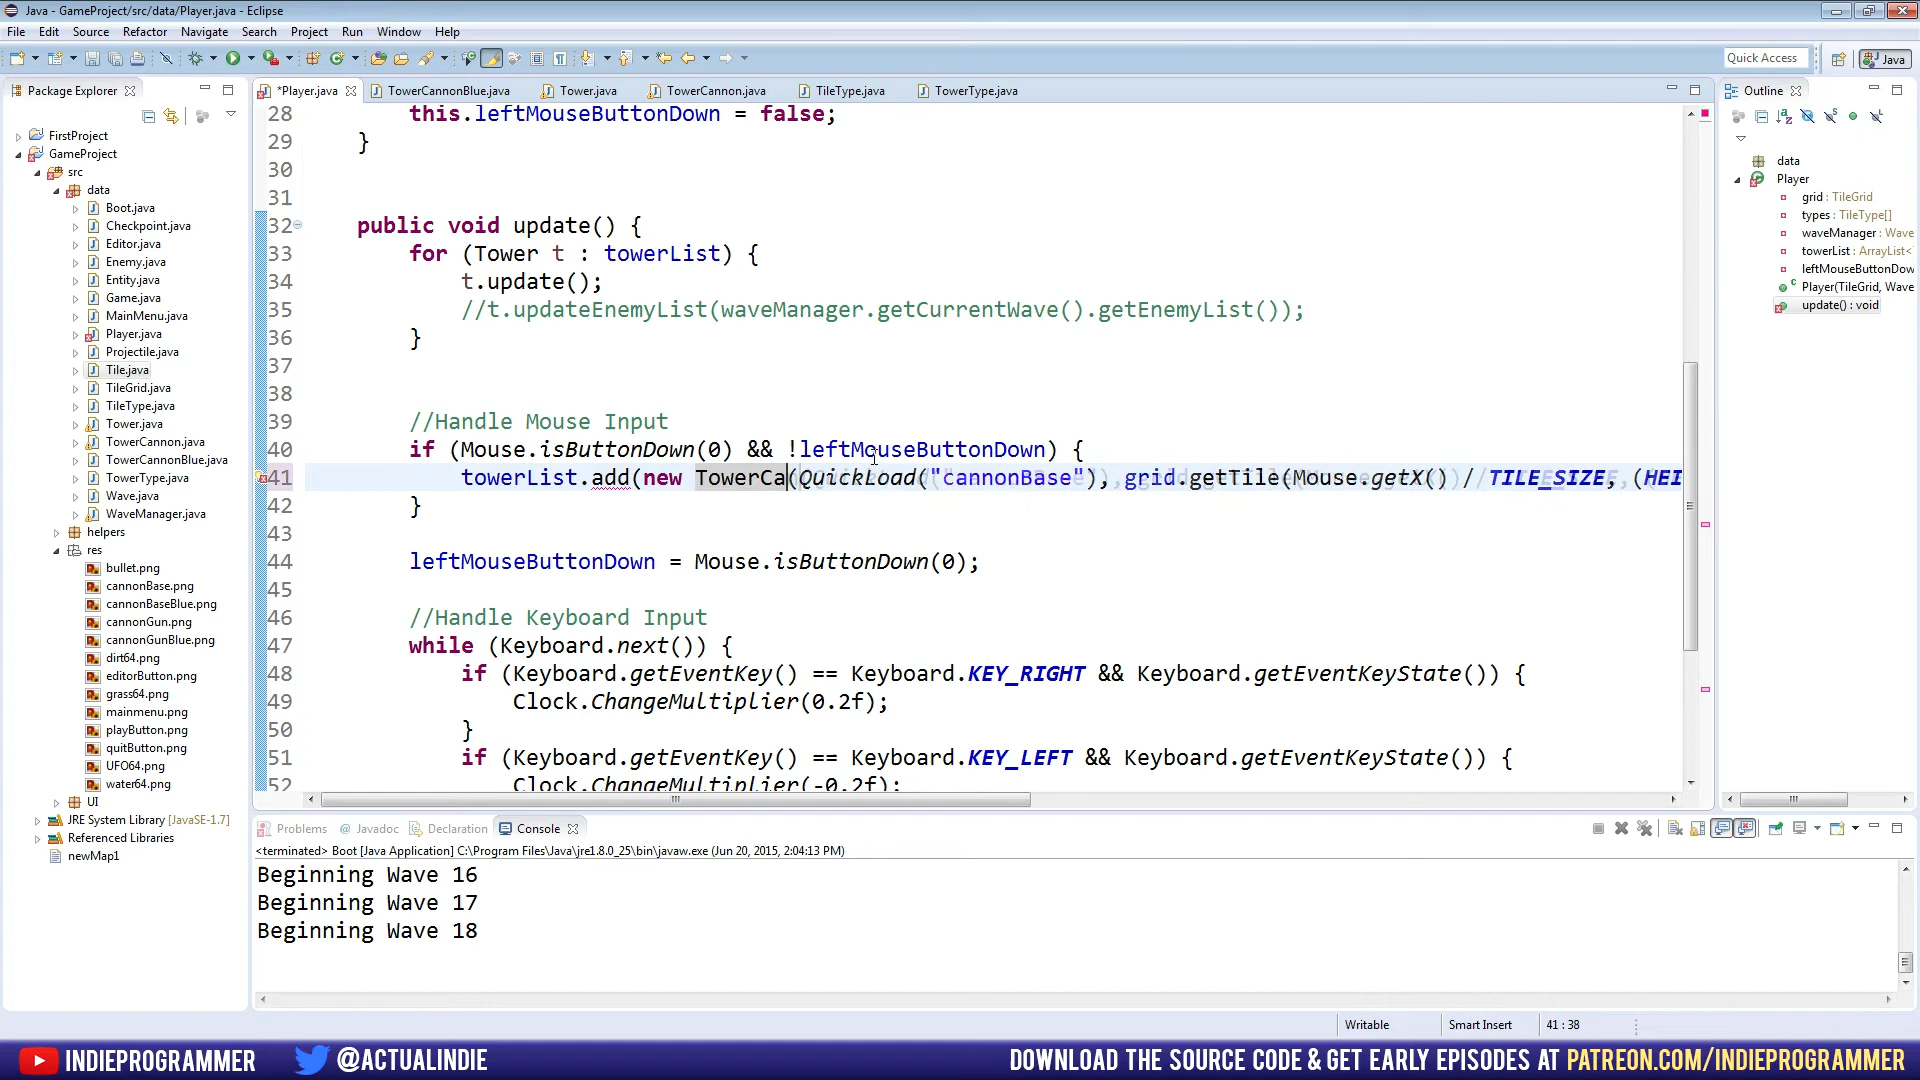 Java - GameProject/src/data/Player.java - Eclipse
File Edit Source Refactor Navigate Search Project Run Window Help
Quick Access
Java
Package Explorer
FirstProject
GameProject
src
data
Boot.java
Checkpoint.java
Editor.java
Enemy.java
Entity.java
Game.java
MainMenu.java
Player.java
Projectile.java
Tile.java
TileGrid.java
TileType.java
Tower.java
TowerCannon.java
TowerCannonBlue.java
TowerType.java
Wave.java
WaveManager.java
helpers
res
bullet.png
cannonBase.png
cannonBaseBlue.png
cannonGun.png
cannonGunBlue.png
dirt64.png
editorButton.png
grass64.png
mainmenu.png
playButton.png
quitButton.png
UFO64.png
water64.png
UI
JRE System Library [JavaSE-1.7]
Referenced Libraries
newMap1
*Player.java TowerCannonBlue.java Tower.java TowerCannon.java TileType.java TowerType.java
28 this.leftMouseButtonDown = false;
29 }
30
31
32 public void update() {
33 for (Tower t : towerList) {
34 t.update();
35 //t.updateEnemyList(waveManager.getCurrentWave().getEnemyList());
36 }
37
38
39 //Handle Mouse Input
40 if (Mouse.isButtonDown(0) && !leftMouseButtonDown) {
41 towerList.add(new TowerCa(QuickLoad("cannonBase"), grid.getTile(Mouse.getX() / TILE_SIZE, (HEI
42 }
43
44 leftMouseButtonDown = Mouse.isButtonDown(0);
45
46 //Handle Keyboard Input
47 while (Keyboard.next()) {
48 if (Keyboard.getEventKey() == Keyboard.KEY_RIGHT && Keyboard.getEventKeyState()) {
49 Clock.ChangeMultiplier(0.2f);
50 }
51 if (Keyboard.getEventKey() == Keyboard.KEY_LEFT && Keyboard.getEventKeyState()) {
52 Clock.ChangeMultiplier(-0.2f);
Outline
data
Player
grid : TileGrid
types : TileType[]
waveManager : Wave
towerList : ArrayList<
leftMouseButtonDow
Player(TileGrid, Wave
update() : void
Problems Javadoc Declaration Console
<terminated> Boot [Java Application] C:\Program Files\Java\jre1.8.0_25\bin\javaw.exe (Jun 20, 2015, 2:04:13 PM)
Beginning Wave 16
Beginning Wave 17
Beginning Wave 18
Writable Smart Insert 41 : 38
INDIEPROGRAMMER @ACTUALINDIE DOWNLOAD THE SOURCE CODE & GET EARLY EPISODES AT PATREON.COM/INDIEPROGRAMMER